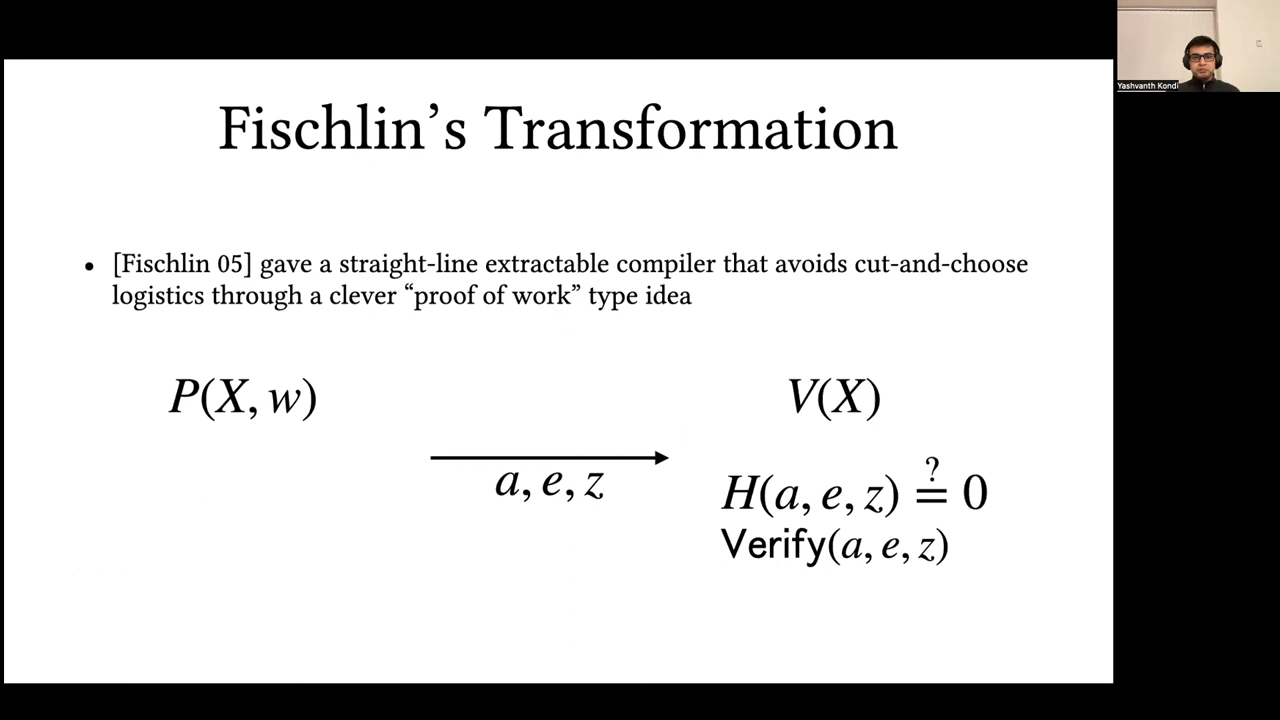 Fischlin’s Transformation
Yashvanth Kondi
• [Fischlin 05] gave a straight-line extractable compiler that avoids cut-and-choose
logistics through a clever “proof of work” type idea
P(X, w)
V(X)
a, e, z
H(a, e, z) ≟ 0
Verify(a, e, z)